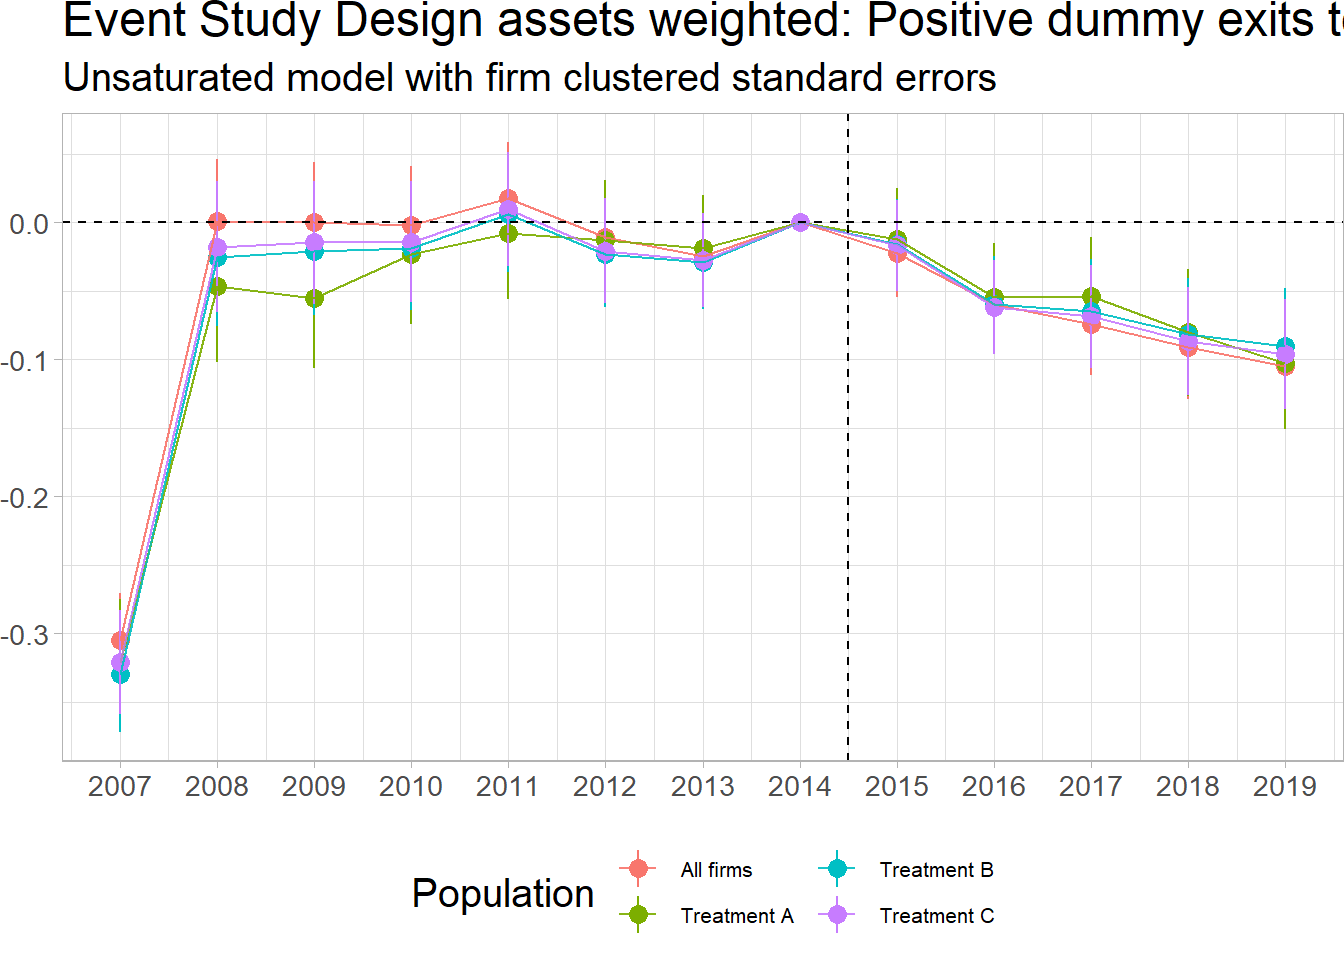 Event Study Design assets weighted: Positive dummy exits
Unsaturated model with firm clustered standard errors
0.0
-0.1
-0.2
-0.3
2007 2008 2009 2010 2011 2012 2013 2014 2015 2016 2017 2018 2019
Population
All firms
Treatment B
Treatment A
Treatment C